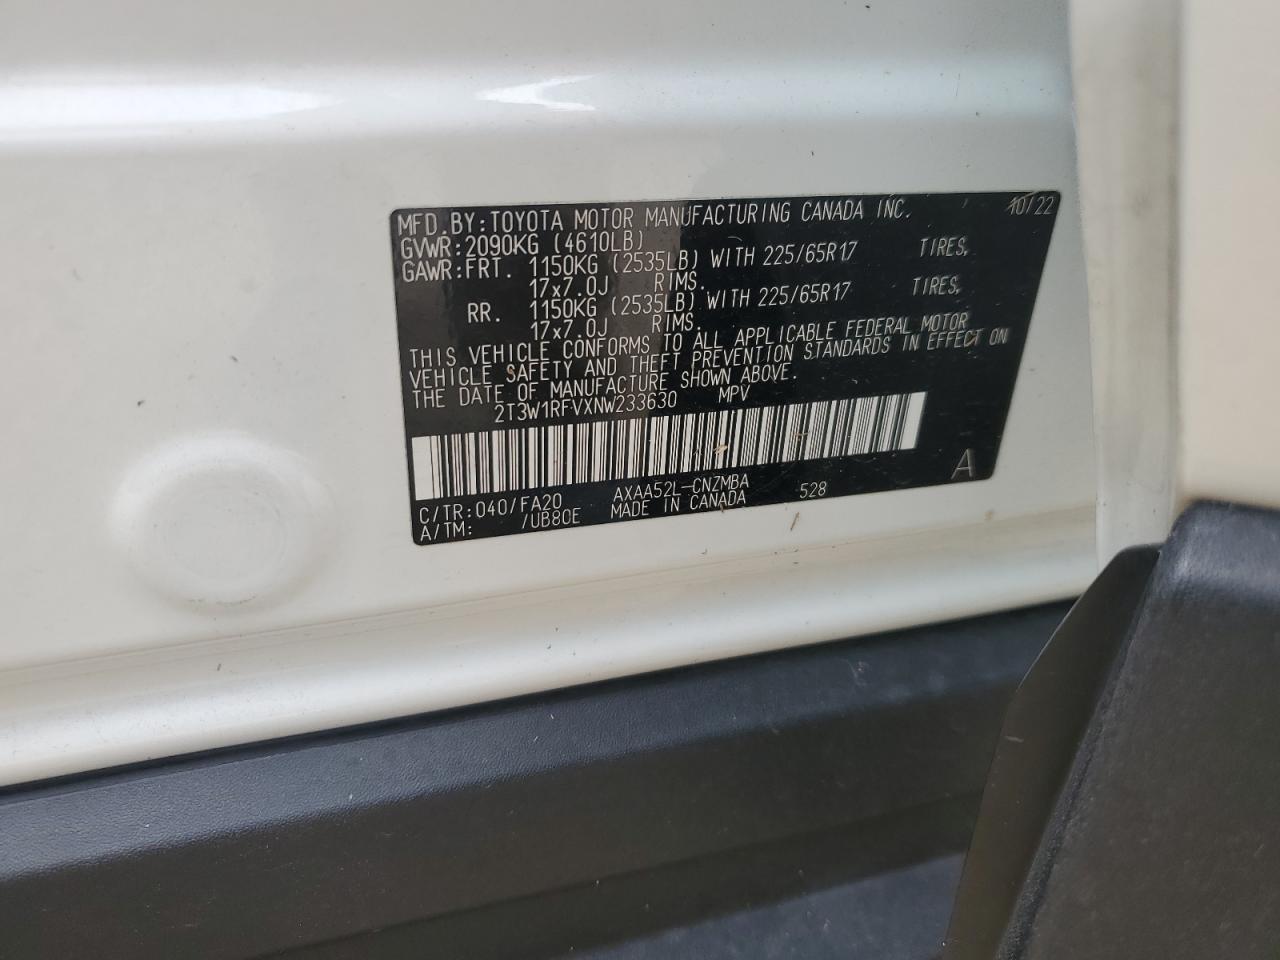 MFD.BY:TOYOTA MOTOR MANUFACTURING CANADA INC. 10/22
GVWR:2090KG (4610LB)
GAWR:FRT. 1150KG (2535LB) WITH 225/65R17 TIRES,
17x7.0J RIMS.
RR. 1150KG (2535LB) WITH 225/65R17 TIRES,
17x7.0J RIMS.
THIS VEHICLE CONFORMS TO ALL APPLICABLE FEDERAL MOTOR
VEHICLE SAFETY AND THEFT PREVENTION STANDARDS IN EFFECT ON
THE DATE OF MANUFACTURE SHOWN ABOVE.
2T3W1RFVXNW233630 MPV
A
C/TR:040/FA20 AXAA52L-CNZMBA 528
A/TM: /UB80E MADE IN CANADA